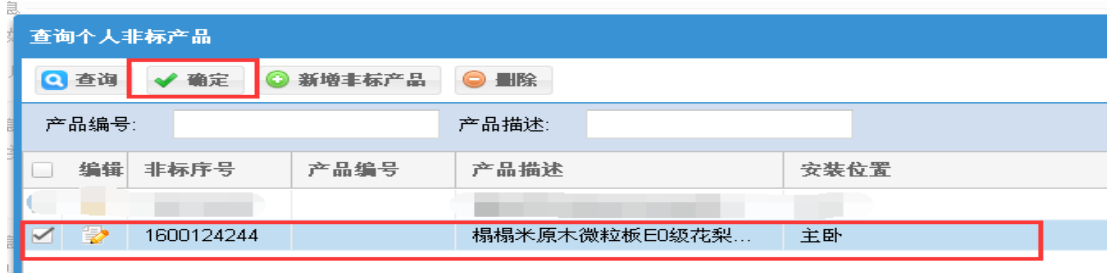 查询个人非标产品
查询 确定 新增非标产品 删除
产品编号: 产品描述:
编辑 非标序号 产品编号 产品描述 安装位置
1600124244 榻榻米原木微粒板E0级花梨... 主卧